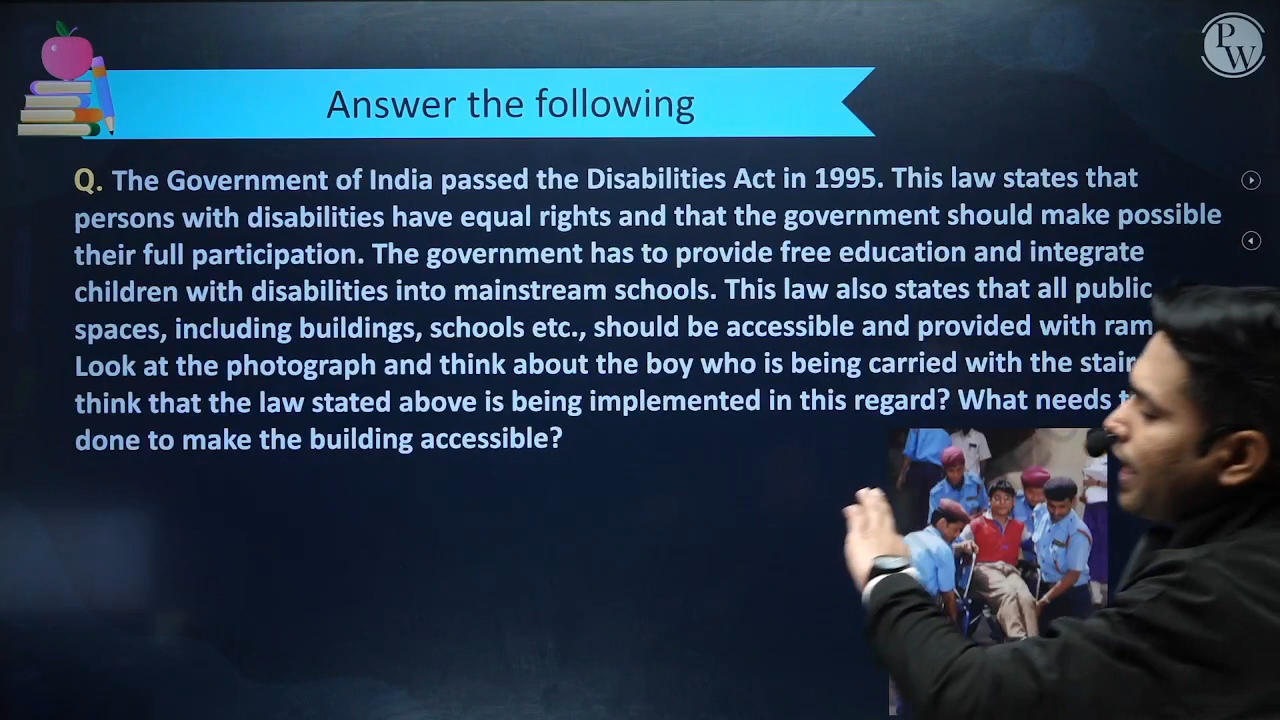 PW
Answer the following
Q. The Government of India passed the Disabilities Act in 1995. This law states that
persons with disabilities have equal rights and that the government should make possible
their full participation. The government has to provide free education and integrate
children with disabilities into mainstream schools. This law also states that all public
spaces, including buildings, schools etc., should be accessible and provided with
Look at the photograph and think about the boy who is being carried with the
think that the law stated above is being implemented in this regard? What needs
done to make the building accessible?